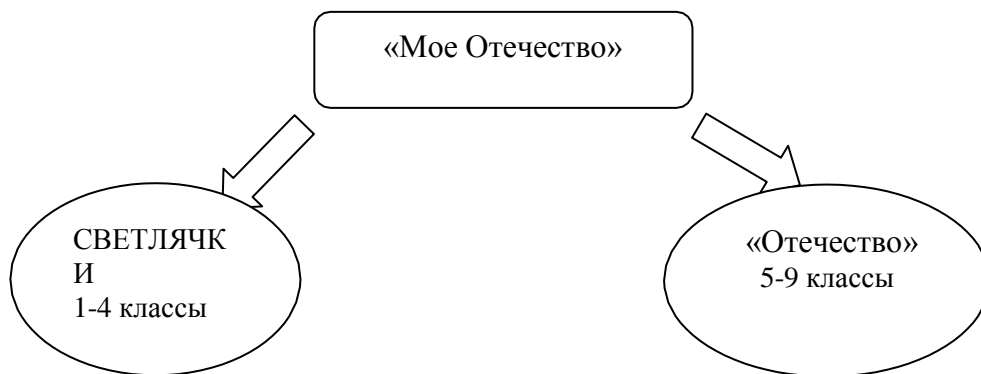 «Мое Отечество»
СВЕТЛЯЧК
И
1-4 классы
«Отечество»
5-9 классы